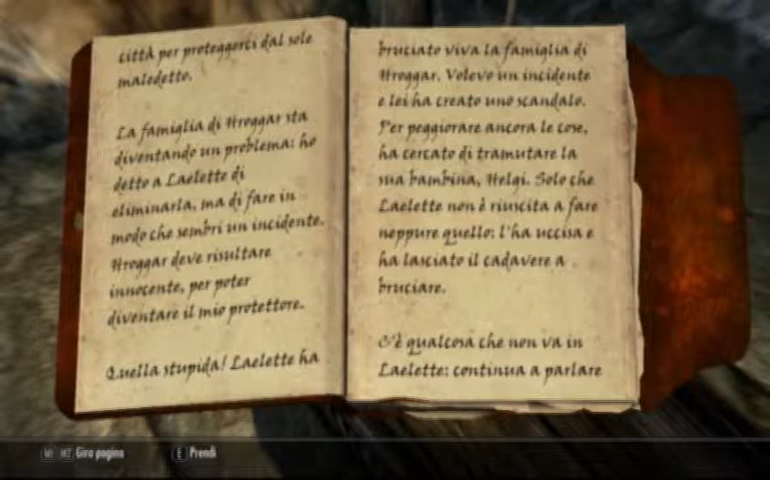 città per proteggerci dal sole
maledetto.
La famiglia di Hroggar sta
diventando un problema: ho
detto a Laelette di
eliminarla, ma di fare in
modo che sembri un incidente.
Hroggar deve risultare
innocente, per poter
diventare il mio protettore.
Quella stupida! Laelette ha
bruciato viva la famiglia di
Hroggar. Volevo un incidente
e lei ha creato uno scandalo.
Per peggiorare ancora le cose,
ha cercato di tramutare la
sua bambina, Helgi. Solo che
Laelette non è riuscita a fare
neppure quello: l'ha uccisa e
ha lasciato il cadavere a
bruciare.
C'è qualcosa che non va in
Laelette: continua a parlare
M1 M2 Gira pagina E Prendi